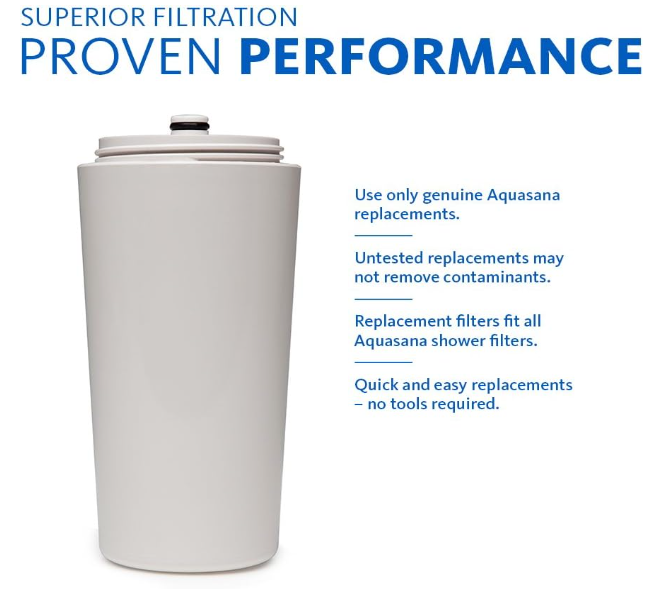 SUPERIOR FILTRATION
PROVEN PERFORMANCE
Use only genuine Aquasana
replacements.
Untested replacements may
not remove contaminants.
Replacement filters fit all
Aquasana shower filters.
Quick and easy replacements
– no tools required.